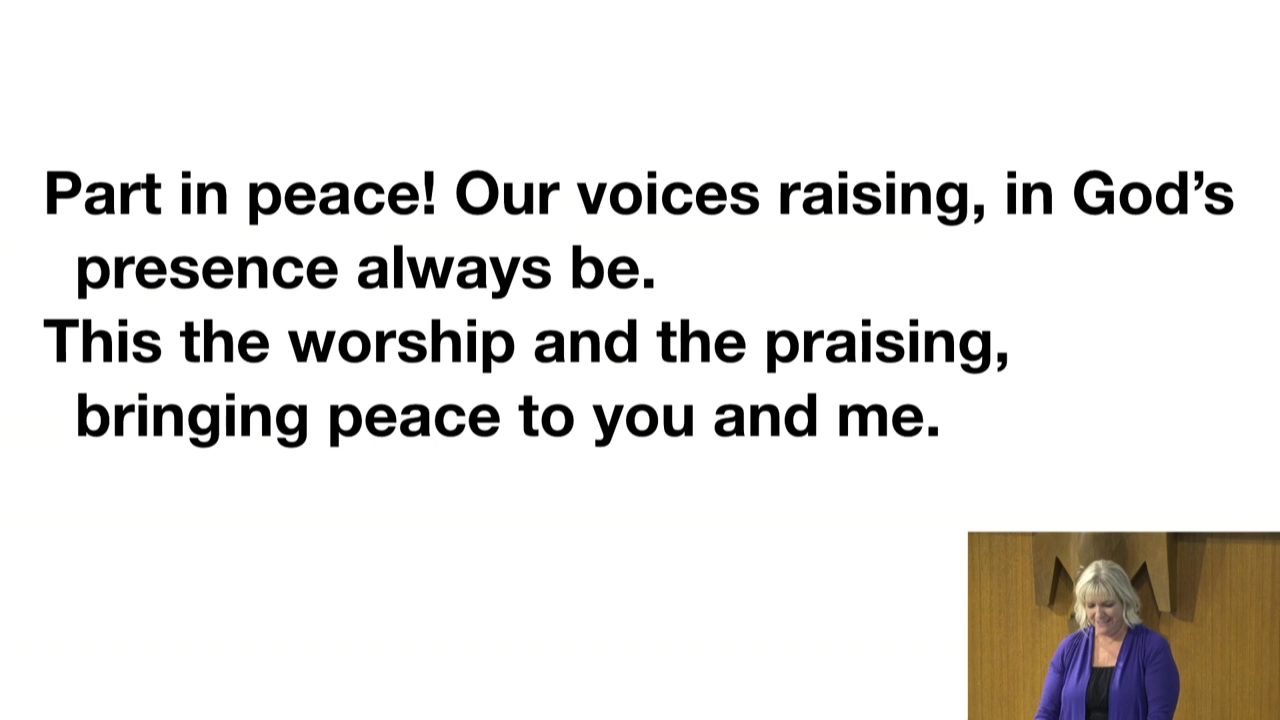 Part in peace! Our voices raising, in God’s
presence always be.
This the worship and the praising,
bringing peace to you and me.